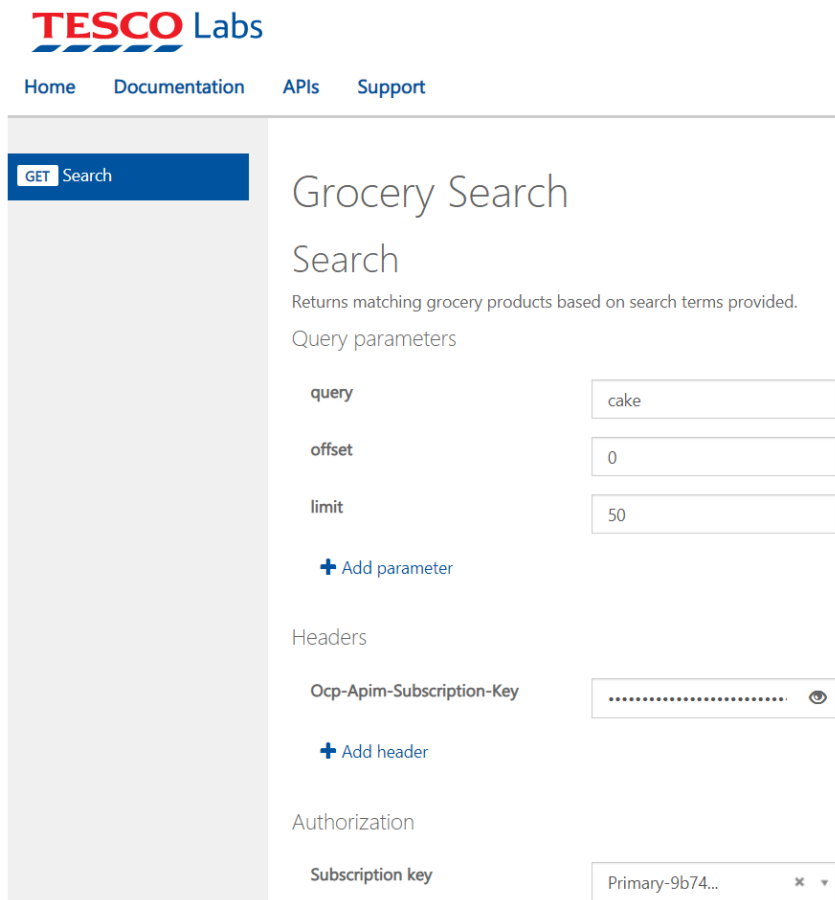 TESCO Labs
Home Documentation APIs Support
GET Search
Grocery Search
Search
Returns matching grocery products based on search terms provided.
Query parameters
query cake
offset 0
limit 50
Add parameter
Headers
Ocp-Apim-Subscription-Key
Add header
Authorization
Subscription key Primary-9b74...